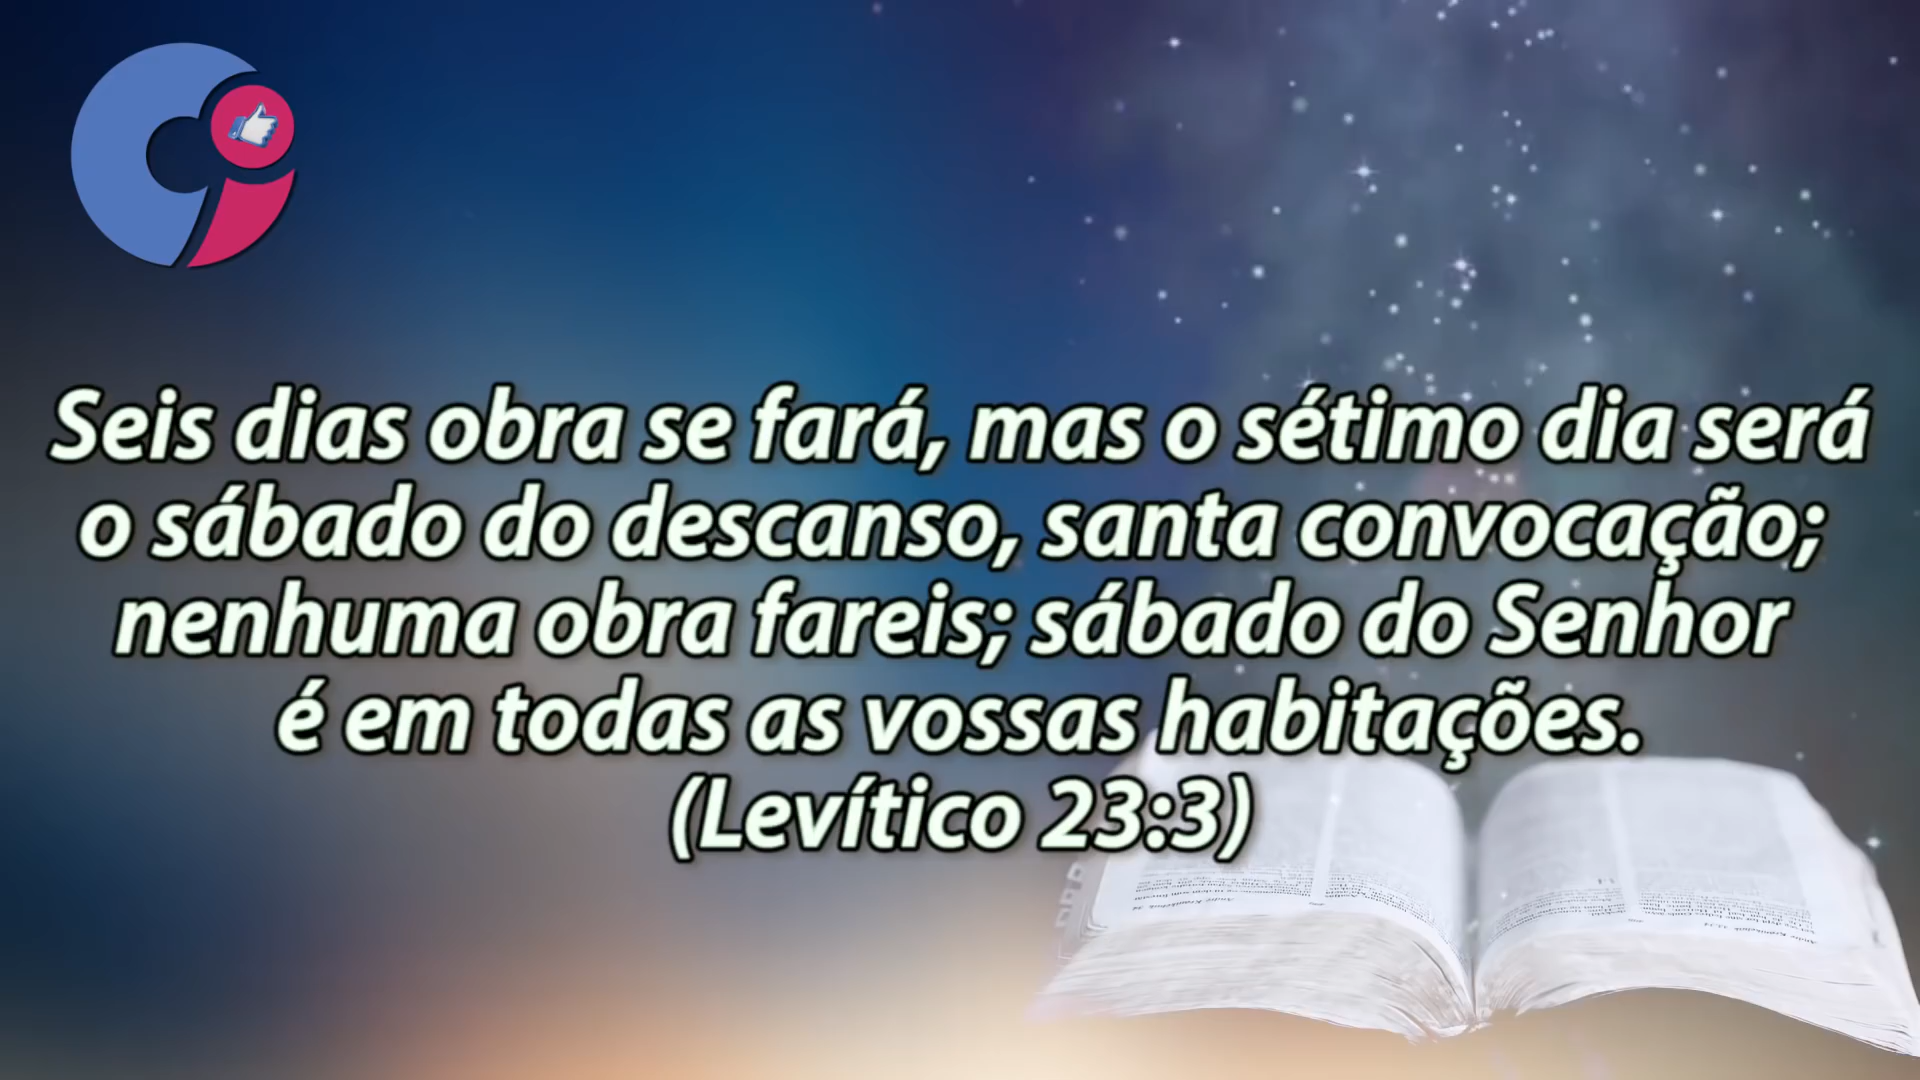 Seis dias obra se fará, mas o sétimo dia será
o sábado do descanso, santa convocação;
nenhuma obra fareis; sábado do Senhor
é em todas as vossas habitações.
(Levítico 23:3)